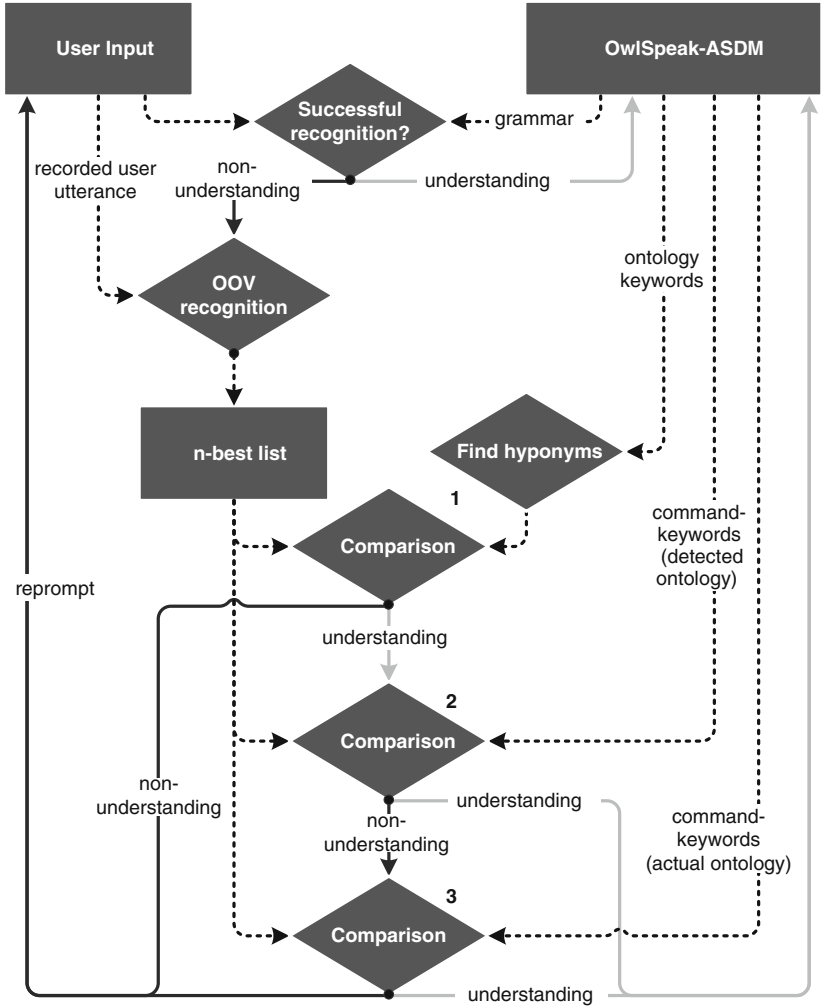 User Input
OwlSpeak-ASDM
Successful
recognition?
grammar
recorded user
utterance
non-
understanding
understanding
OOV
recognition
ontology
keywords
n-best list
Find hyponyms
1
Comparison
command-
keywords
(detected
ontology)
reprompt
understanding
2
Comparison
non-
understanding
understanding
non-
understanding
command-
keywords
(actual ontology)
3
Comparison
understanding